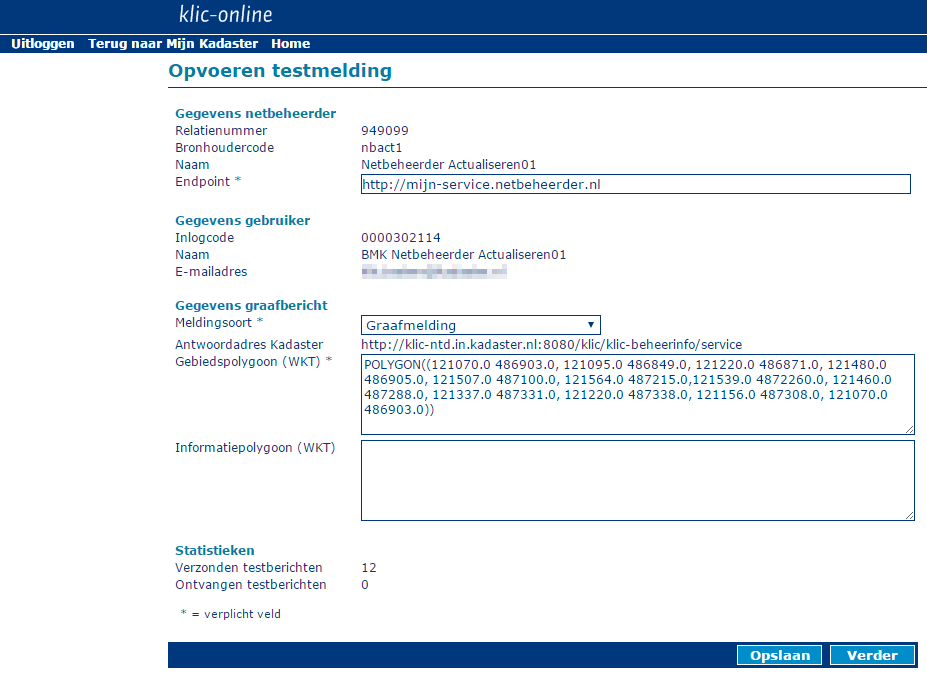 klic-online
Uitloggen Terug naar Mijn Kadaster Home
Opvoeren testmelding
Gegevens netbeheerder
Relatienummer 949099
Bronhoudercode nbact1
Naam Netbeheerder Actualiseren01
Endpoint * http://mijn-service.netbeheerder.nl
Gegevens gebruiker
Inlogcode 0000302114
Naam BMK Netbeheerder Actualiseren01
E-mailadres
Gegevens graafbericht
Meldingsoort * Graafmelding
Antwoordadres Kadaster http://klic-ntd.in.kadaster.nl:8080/klic/klic-beheerinfo/service
Gebiedspolygoon (WKT) * POLYGON((121070.0 486903.0, 121095.0 486849.0, 121220.0 486871.0, 121480.0
486905.0, 121507.0 487100.0, 121564.0 487215.0,121539.0 4872260.0, 121460.0
487288.0, 121337.0 487331.0, 121220.0 487338.0, 121156.0 487308.0, 121070.0
486903.0))
Informatiepolygoon (WKT)
Statistieken
Verzonden testberichten 12
Ontvangen testberichten 0
* = verplicht veld
Opslaan Verder